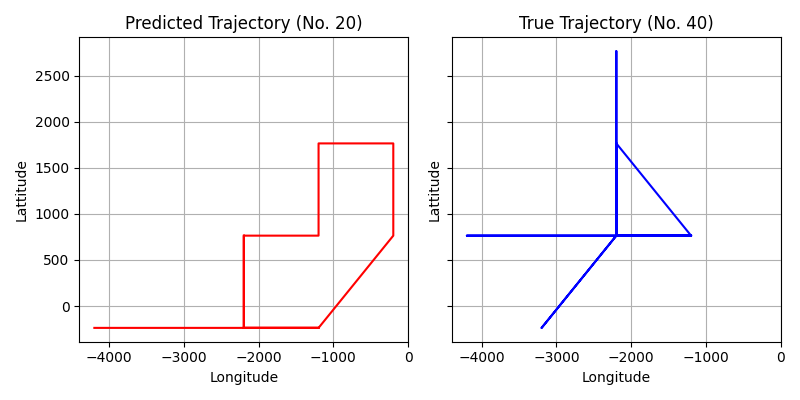 Predicted Trajectory (No. 20)
Lattitude
2500
2000
1500
1000
500
0
−4000 −3000 −2000 −1000 0
Longitude
True Trajectory (No. 40)
Lattitude
−4000 −3000 −2000 −1000 0
Longitude